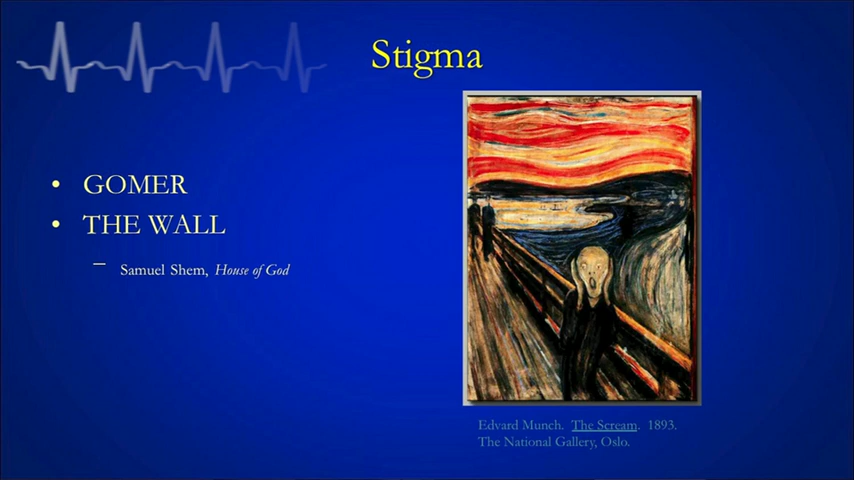 Stigma
• GOMER
• THE WALL
– Samuel Shem, House of God
Edvard Munch. The Scream. 1893.
The National Gallery, Oslo.